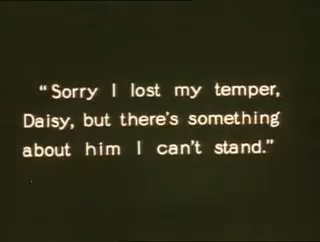 “Sorry I lost my temper,
Daisy, but there's something
about him I can't stand.”